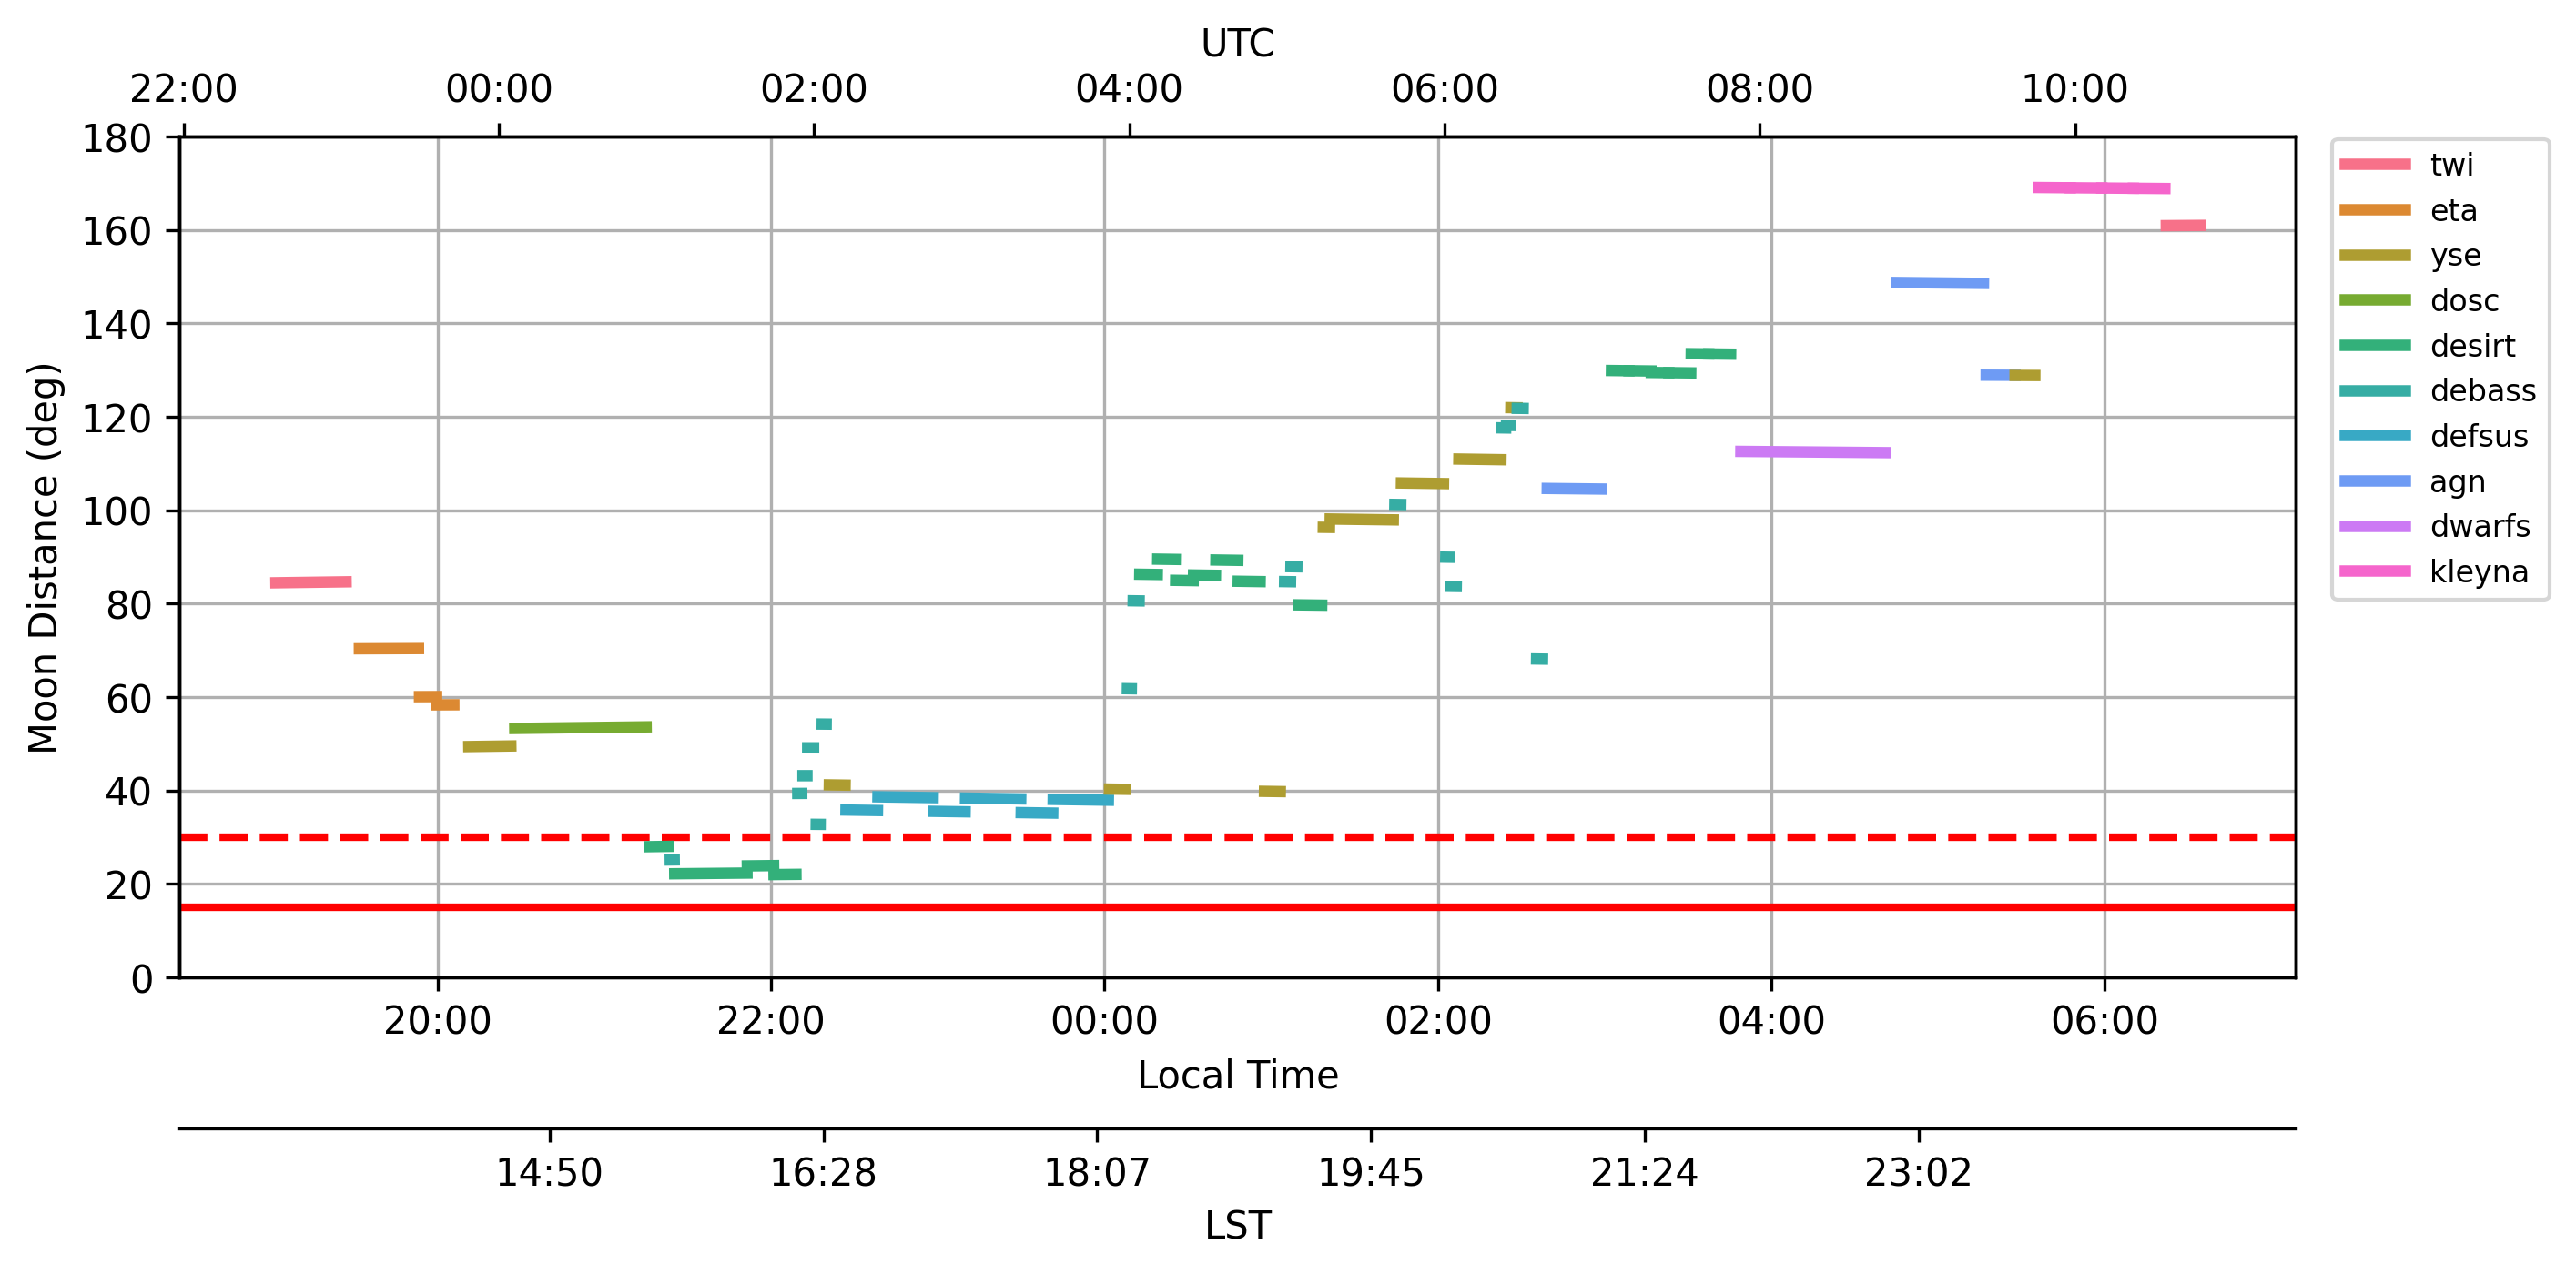 UTC
22:00 00:00 02:00 04:00 06:00 08:00 10:00
Moon Distance (deg)
180
160
140
120
100
80
60
40
20
0
twi
eta
yse
dosc
desirt
debass
defsus
agn
dwarfs
kleyna
20:00 22:00 00:00 02:00 04:00 06:00
Local Time
14:50 16:28 18:07 19:45 21:24 23:02
LST